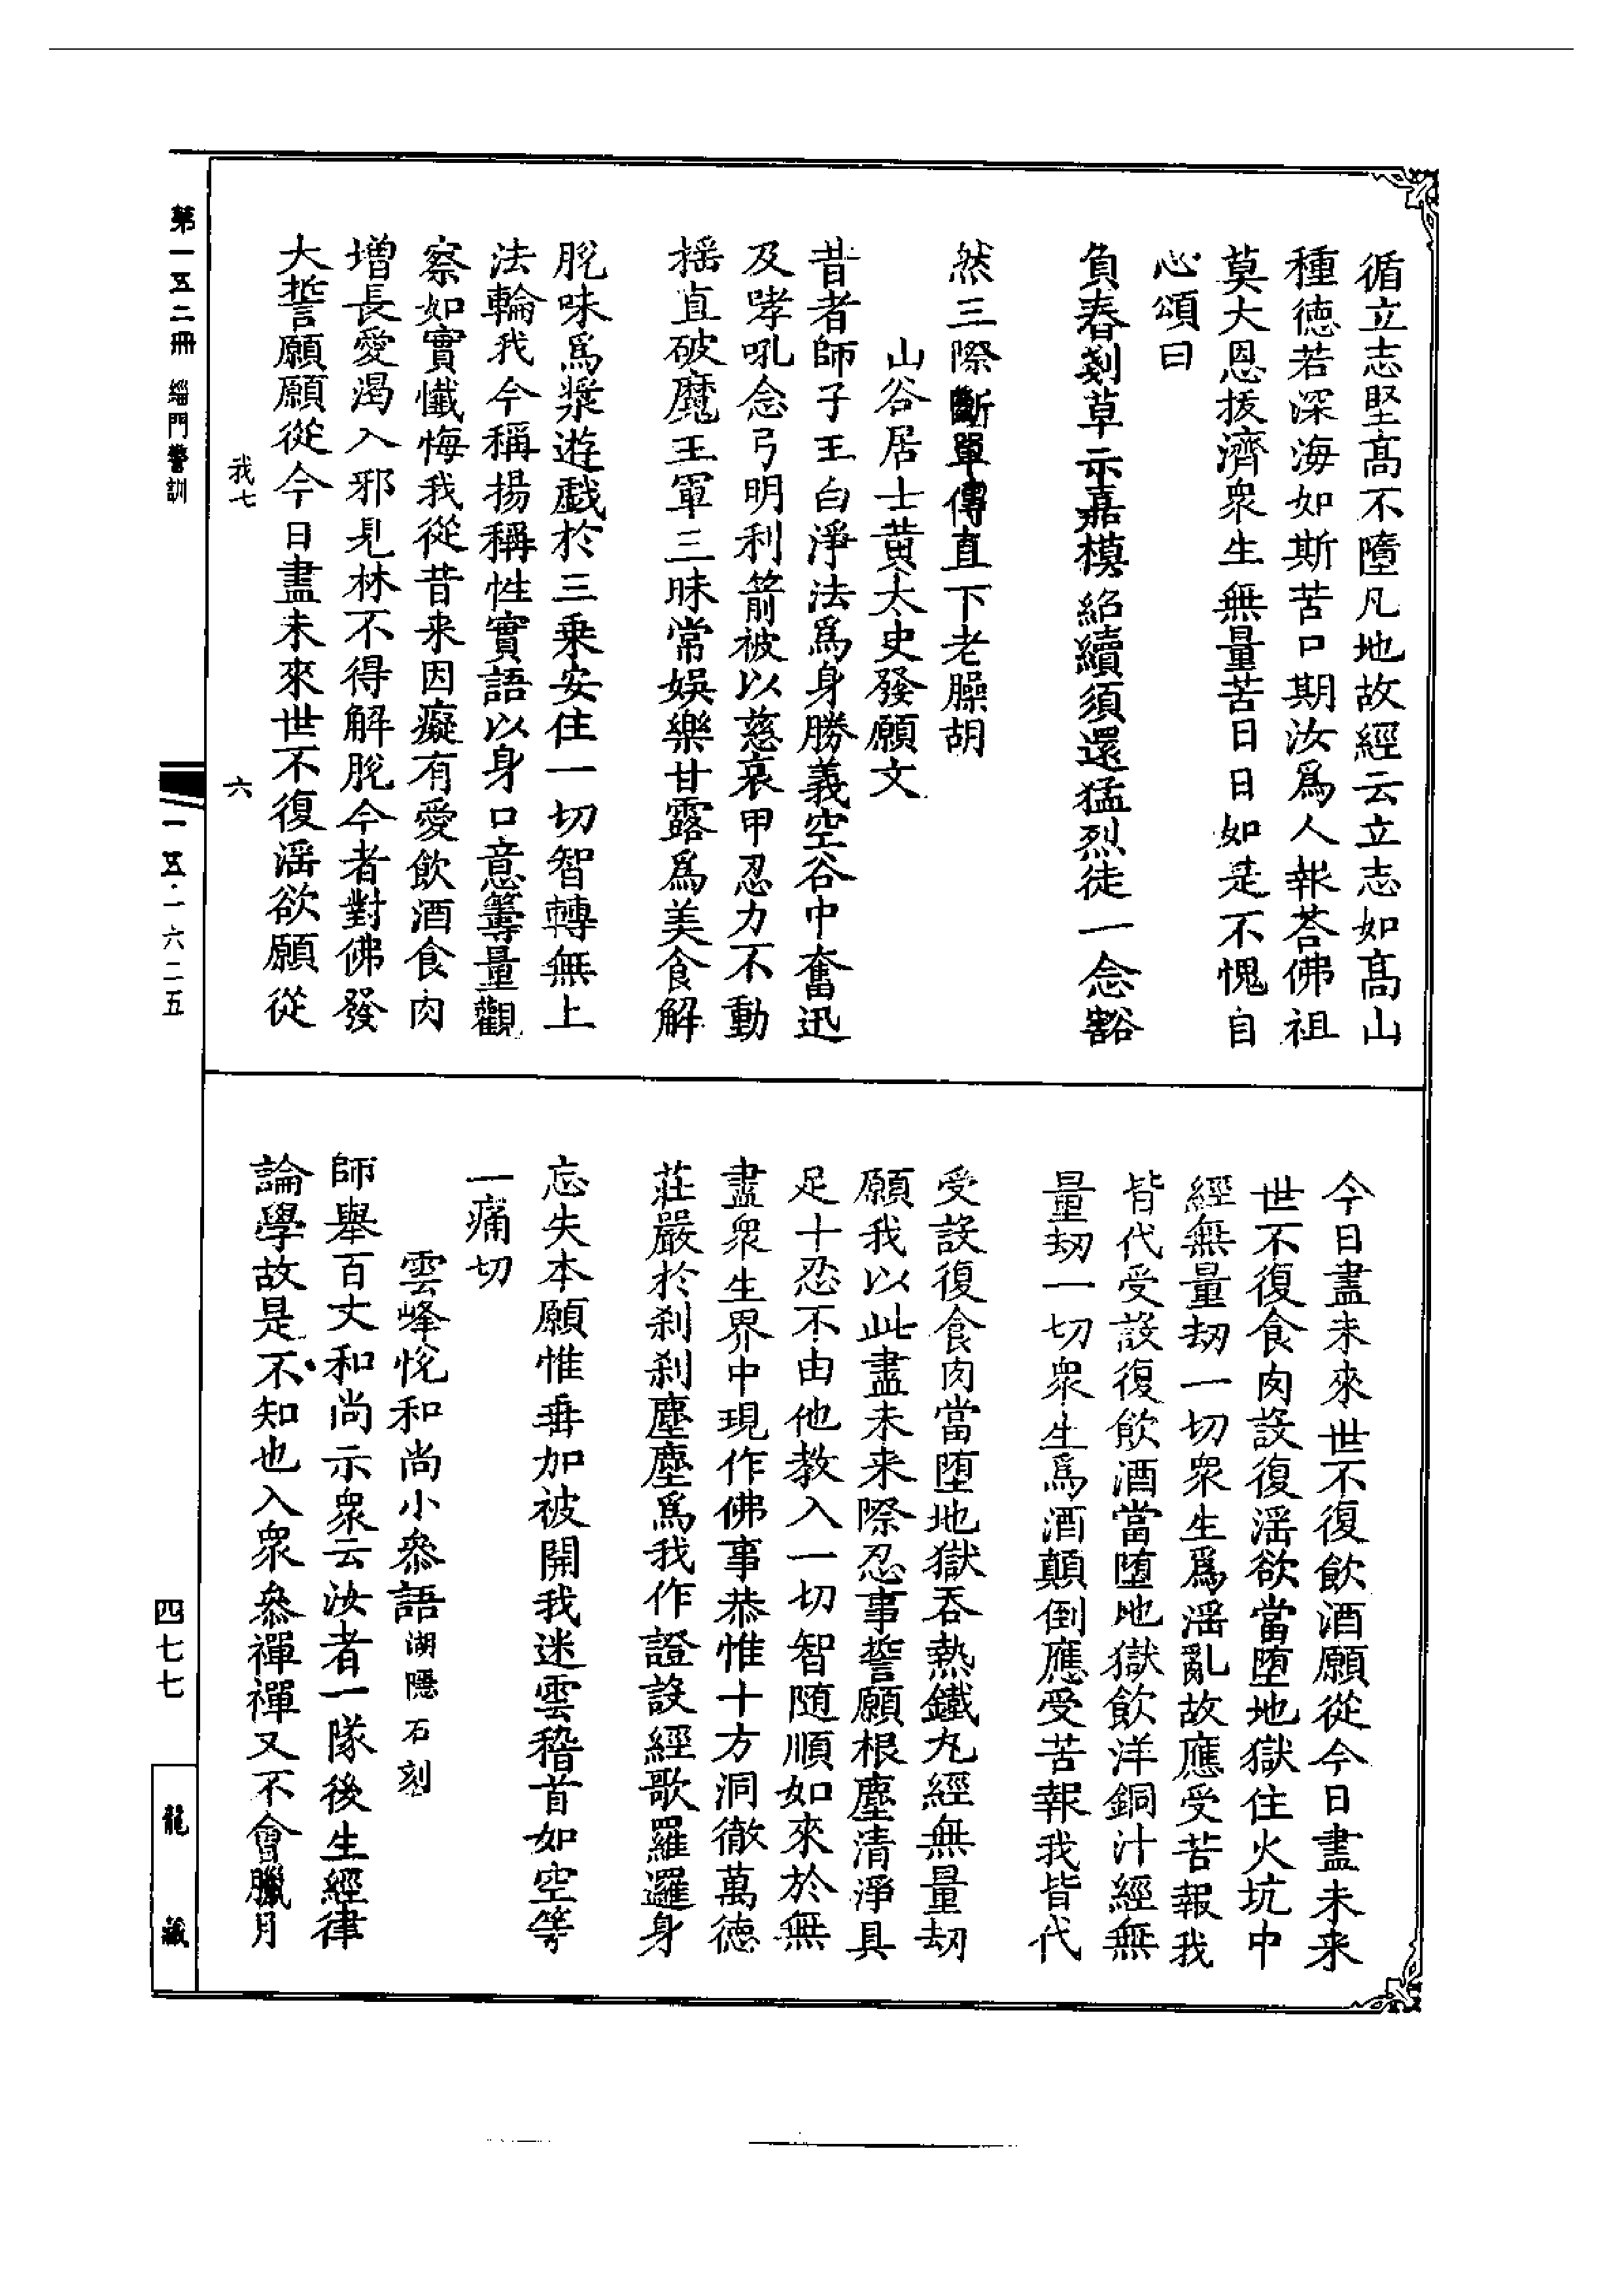 循立志堅高不墮凡地故經云立志如高山
種徳若深海如斯苦口期汝爲人報荅佛祖
莫大恩拔濟衆生無量苦日日如是不愧自
心頌曰
負舂剗草示嘉模紹續須還猛烈徒一念豁
然三際斷單傳直下老臊胡
山谷居士黃太史發願文
昔者師子王白淨法爲身勝義空谷中奮迅
及哮吼念弓明利箭被以慈哀甲忍力不動
揺直破魔王軍三昧常娛樂甘露爲美食解
脫味爲漿遊戲於三乗安住一切智轉無上
法輪我今稱揚稱性實語以身口意籌量觀
察如實懺悔我從昔来因癡有愛飲酒食肉
増長愛渴入邪見林不得解脫今者對佛發
大誓願願從今日盡未來世不復滛欲願從
我七
六
今日盡未來世不復飲酒願從今日盡未来
世不復食肉設復滛欲當墮地獄住火坑中
經無量劫一切衆生爲滛亂故應受苦報我
皆代受設復飲酒當墮地獄飲洋銅汁經無
量劫一切衆生爲酒顛倒應受苦報我皆代
受設復食肉當墮地獄吞熱鐵丸經無量劫
願我以此盡未来際忍事誓願根塵清淨具
足十忍不由他教入一切智随順如來於無
盡衆生界中現作佛事恭惟十方洞徹萬徳
莊嚴於刹刹塵塵爲我作證設經歌羅邏身
忘失本願惟垂加被開我迷雲稽首如空等
一痛切
雲峰悅和尚小叅語湖隱石刻
師舉百丈和尚示衆云汝者一隊後生經律
論學故是不知也入衆叅禪禪又不會臘月
第一五二冊 緇門警訓
一五·一六二五
四七七
龍藏